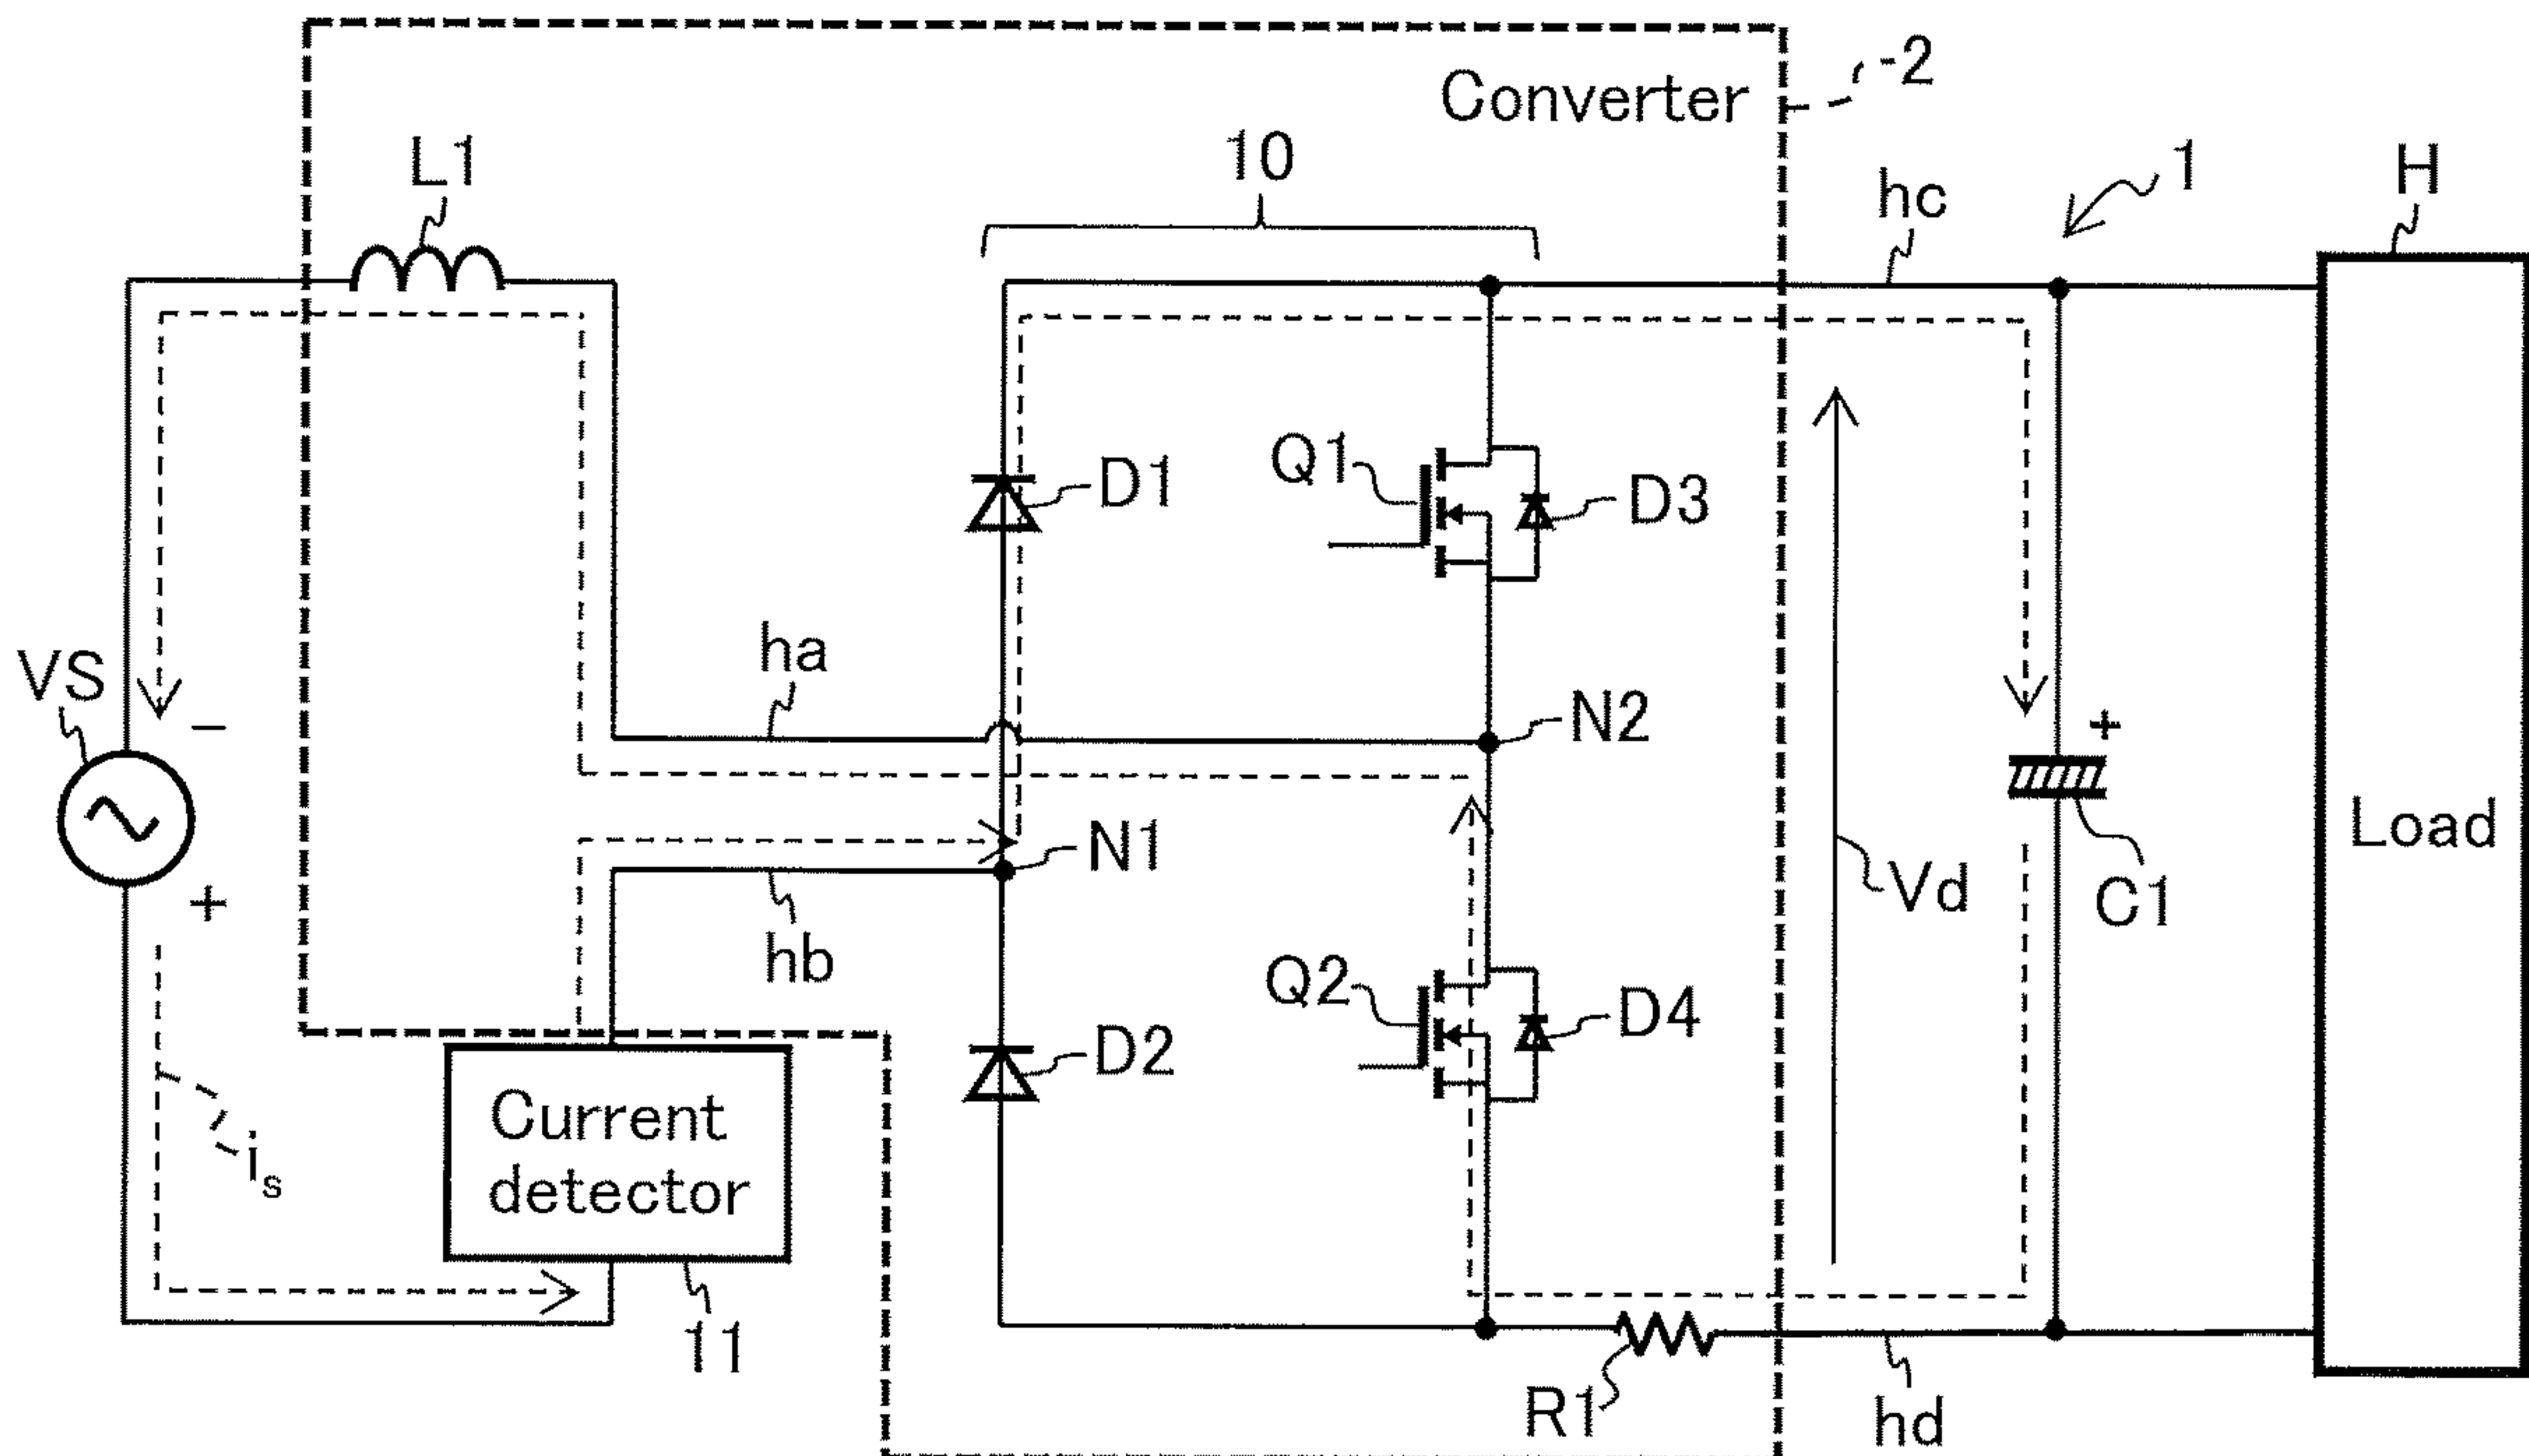 -2
Converter
L1
10
hc
1
H
Q1
D1
D3
ha
VS
−
N2
+
N1
Load
+
hb
Vd
C1
Q2
D4
D2
Current
detector
is
11
R1
hd